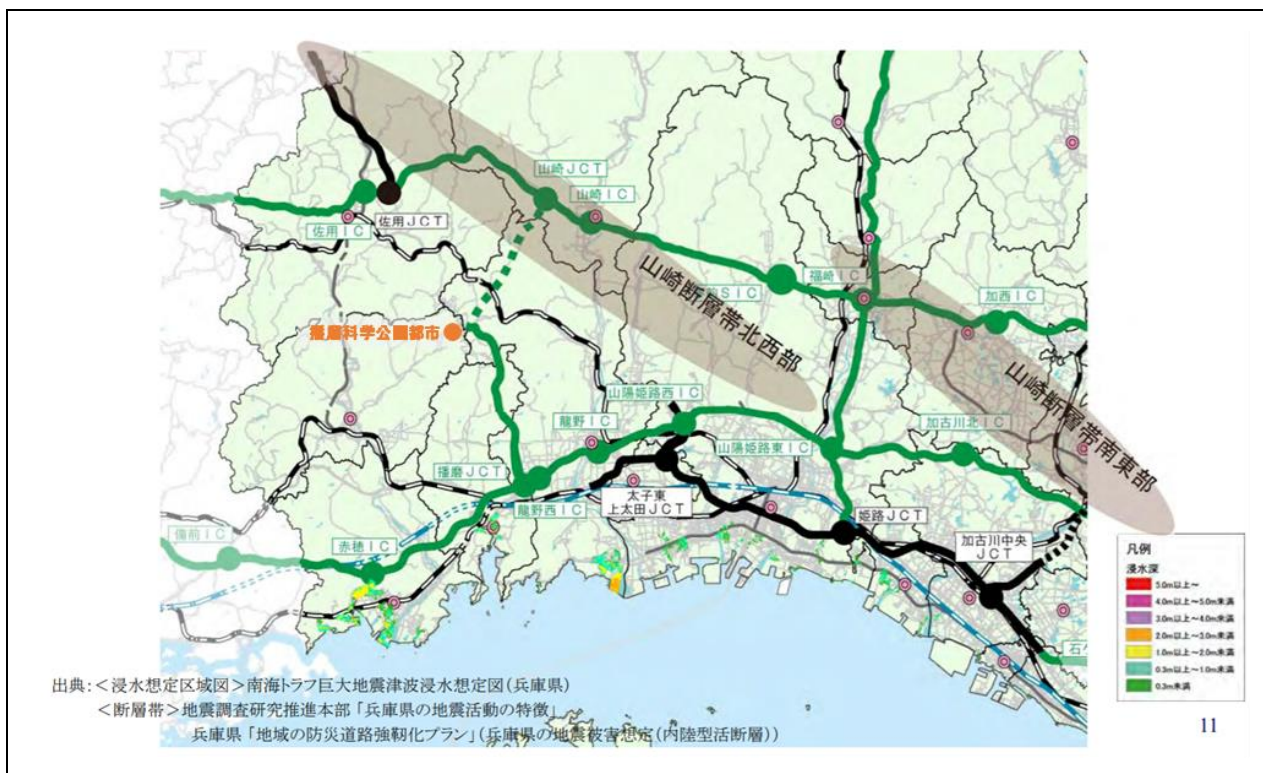 山崎JCT
山崎IC
佐用JCT
佐用IC
山崎断層帯北西部
SIC
福崎IC
加西IC
播磨科学公園都市
山崎断層帯南東部
山陽姫路西IC
龍野IC
山陽姫路東IC
加古川北IC
播磨JCT
太子東
上太田JCT
龍野西IC
姫路JCT
加古川中央
JCT
備前IC
赤穂IC
凡例
浸水深
5.0m以上~
4.0m以上~5.0m未満
3.0m以上~4.0m未満
2.0m以上~3.0m未満
1.0m以上~2.0m未満
0.3m以上~1.0m未満
0.3m未満
出典:<浸水想定区域図>南海トラフ巨大地震津波浸水想定図(兵庫県)
<断層帯>地震調査研究推進本部「兵庫県の地震活動の特徴」
兵庫県「地域の防災道路強靭化プラン」(兵庫県の地震被害想定(内陸型活断層))
11